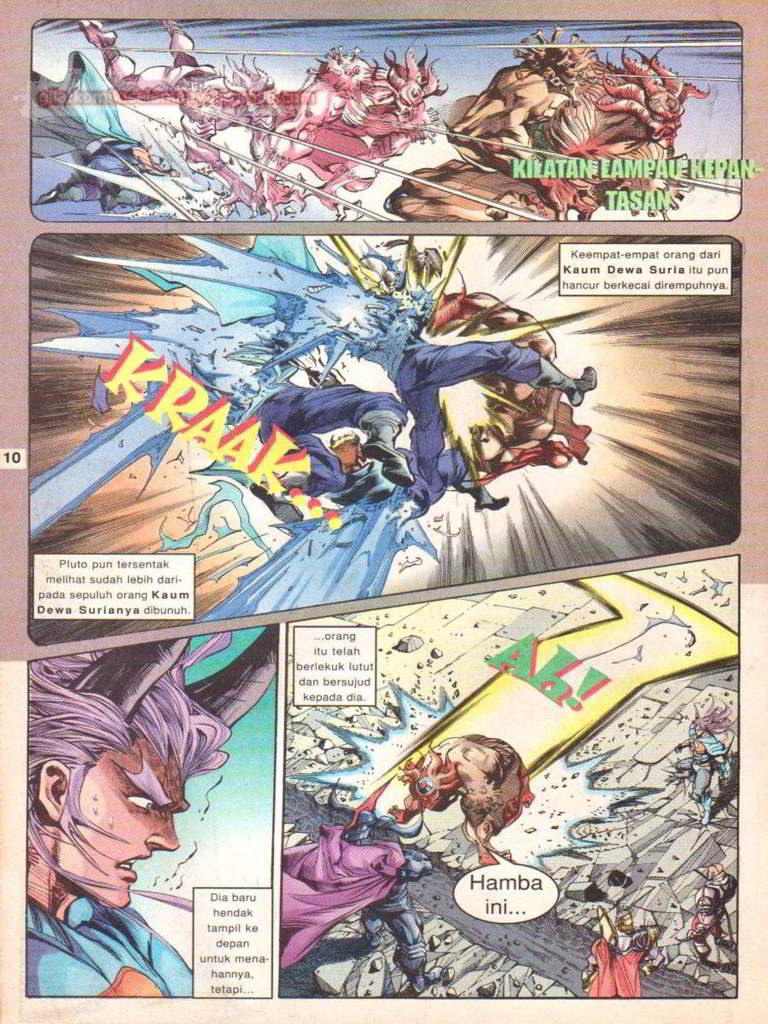 KILATAN LAMPAU KEPAN-
TASAN
Keempat-empat orang dari
Kaum Dewa Suria itu pun
hancur berkecai dirempuhnya.
KRAAK...
10
Pluto pun tersentak
melihat sudah lebih dari-
pada sepuluh orang Kaum
Dewa Surianya dibunuh.
...orang
itu telah
berlekuk lutut
dan bersujud
kepada dia.
Ah!
Dia baru
hendak
tampil ke
depan
untuk mena-
hannya,
tetapi...
Hamba
ini...